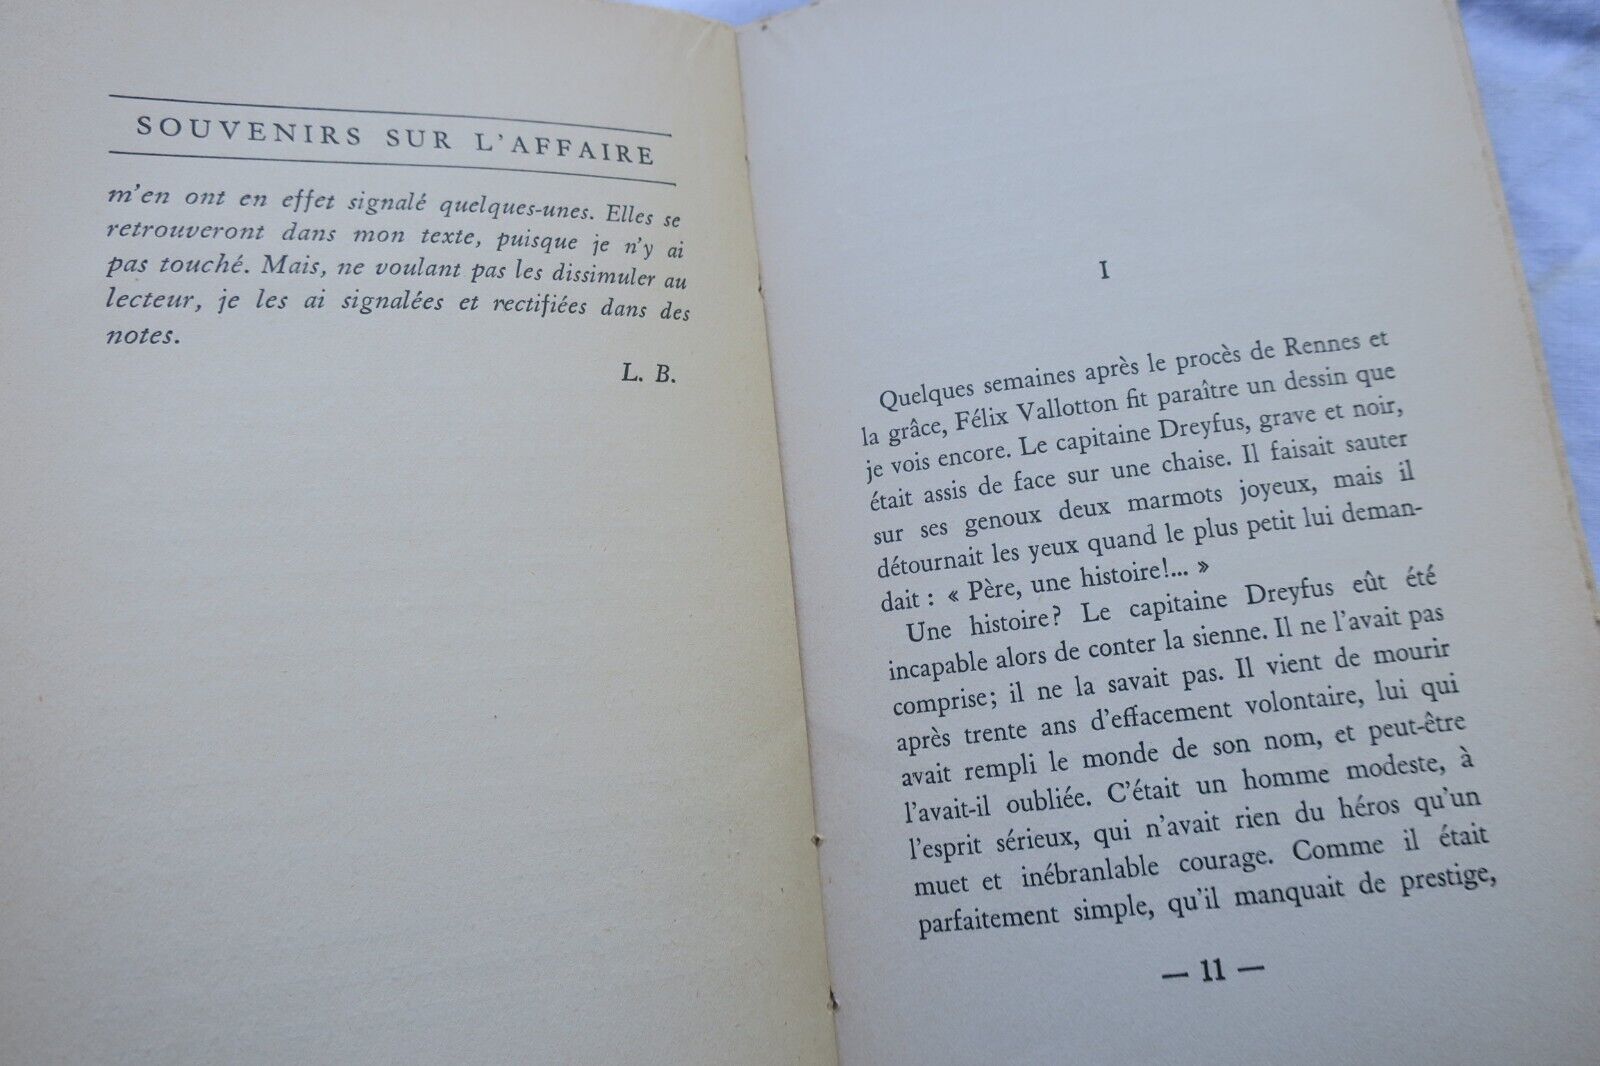 SOUVENIRS SUR L'AFFAIRE
m'en ont en effet signalé quelques-unes. Elles se
retrouveront dans mon texte, puisque je n'y ai
pas touché. Mais, ne voulant pas les dissimuler au
lecteur, je les ai signalées et rectifiées dans des
notes.
L. B.
I
Quelques semaines après le procès de Rennes et
la grâce, Félix Vallotton fit paraître un dessin que
je vois encore. Le capitaine Dreyfus, grave et noir,
était assis de face sur une chaise. Il faisait sauter
sur ses genoux deux marmots joyeux, mais il
détournait les yeux quand le plus petit lui deman-
dait : « Père, une histoire!... »
Une histoire? Le capitaine Dreyfus eût été
incapable alors de conter la sienne. Il ne l'avait pas
comprise; il ne la savait pas. Il vient de mourir
après trente ans d'effacement volontaire, lui qui
avait rempli le monde de son nom, et peut-être
l'avait-il oubliée. C'était un homme modeste, à
l'esprit sérieux, qui n'avait rien du héros qu'un
muet et inébranlable courage. Comme il était
parfaitement simple, qu'il manquait de prestige,
— 11 —